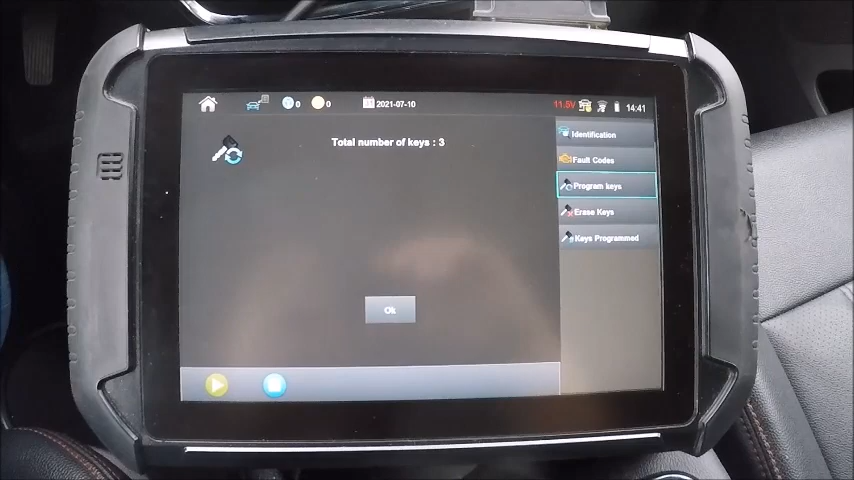 0
0
31 2021-07-10
11.5V
14:41
Total number of keys : 3
Ok
Identification
Fault Codes
Program keys
Erase Keys
Keys Programmed